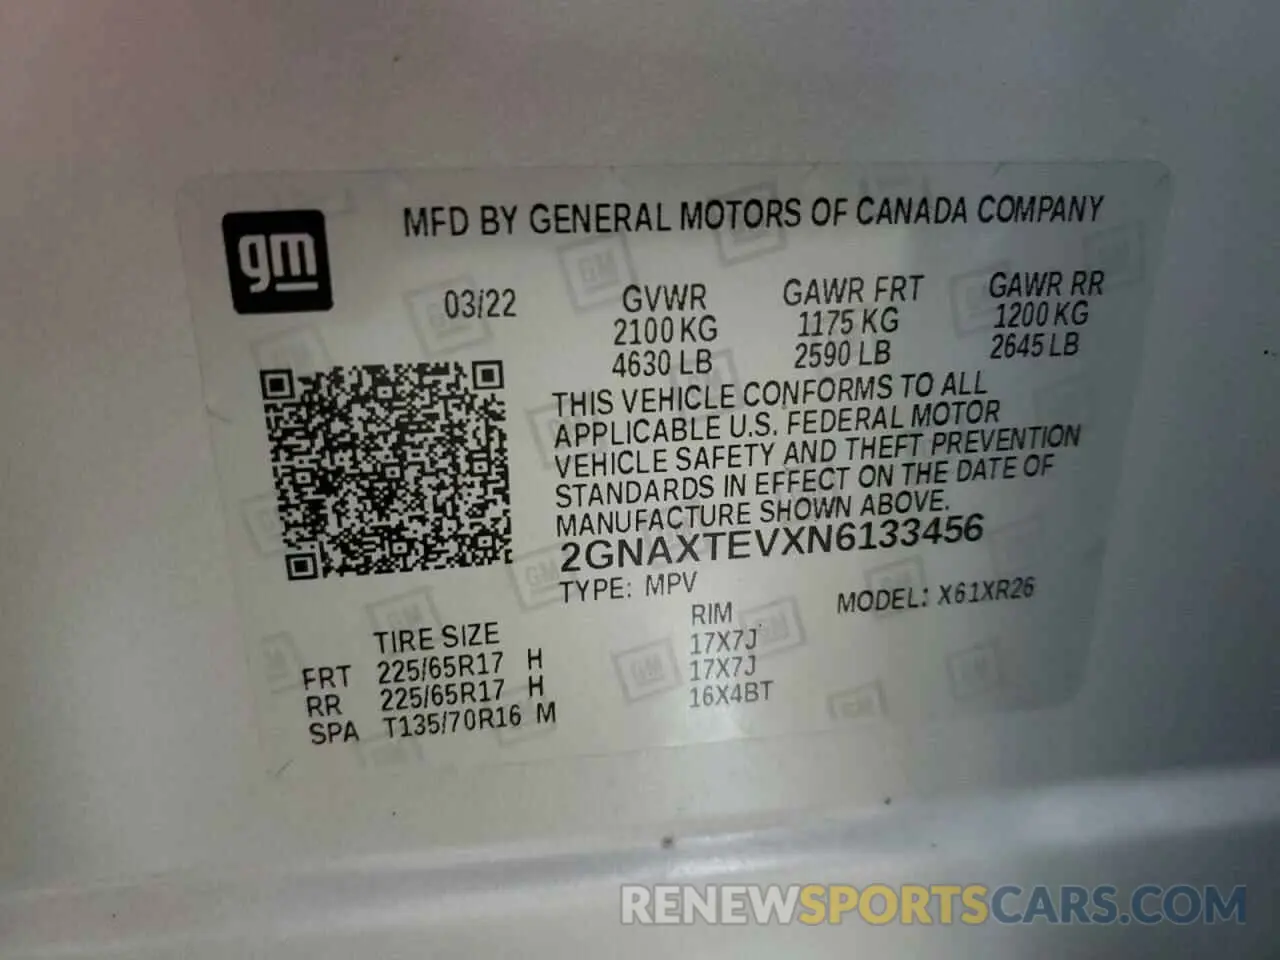 gm
MFD BY GENERAL MOTORS OF CANADA COMPANY
03/22 GVWR GAWR FRT GAWR RR
2100 KG 1175 KG 1200 KG
4630 LB 2590 LB 2645 LB
THIS VEHICLE CONFORMS TO ALL
APPLICABLE U.S. FEDERAL MOTOR
VEHICLE SAFETY AND THEFT PREVENTION
STANDARDS IN EFFECT ON THE DATE OF
MANUFACTURE SHOWN ABOVE.
2GNAXTEVXN6133456
TYPE: MPV MODEL: X61XR26
TIRE SIZE RIM
FRT 225/65R17 H 17X7J
RR 225/65R17 H 17X7J
SPA T135/70R16 M 16X4BT
RENEWSPORTSCARS.COM